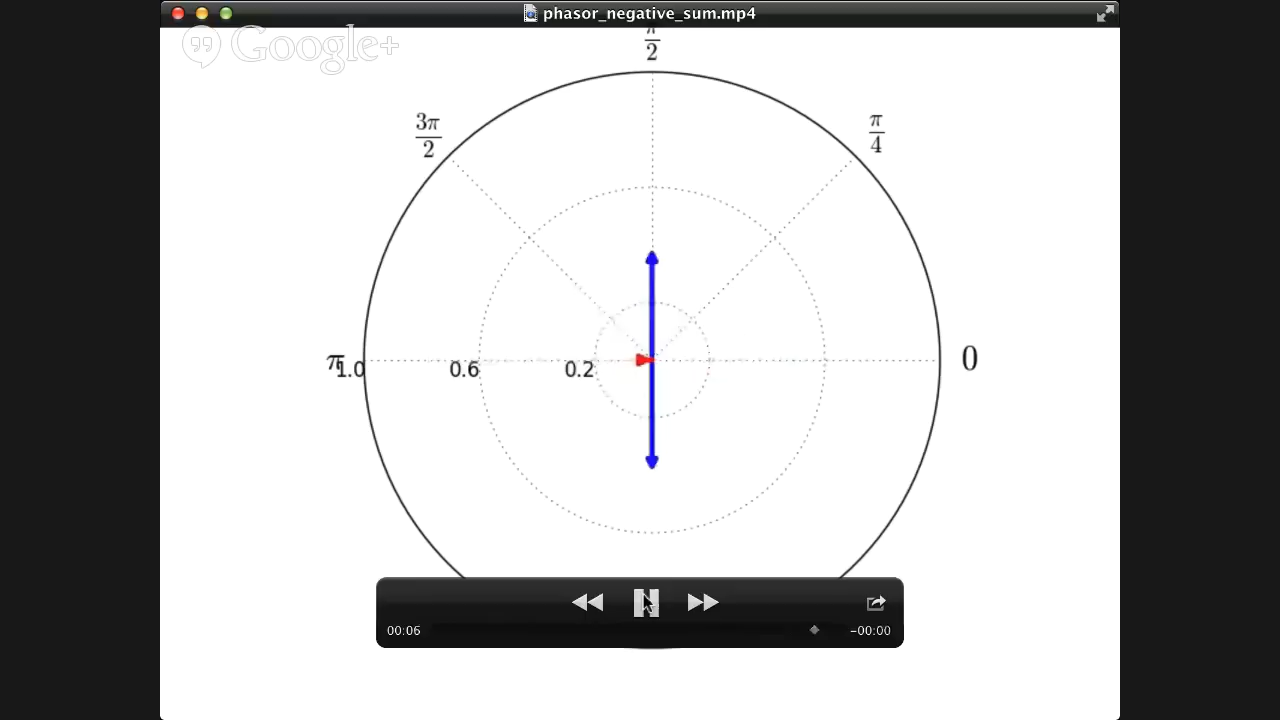 phasor_negative_sum.mp4
Google+
π/2
3π/2
π/4
π
1.0
0.6
0.2
0
00:06
−00:00